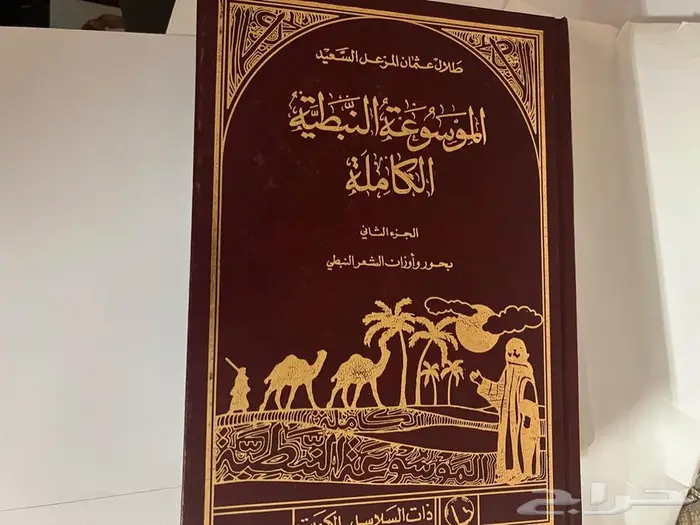 طلال عثمان المزعل السعيد
الموسوعة النبطية
الكاملة
الجزء الثاني
بحور وأوزان الشعر النبطي
الكاملة
الموسوعة النبطية
ذات السلاسل الكويت
حراج